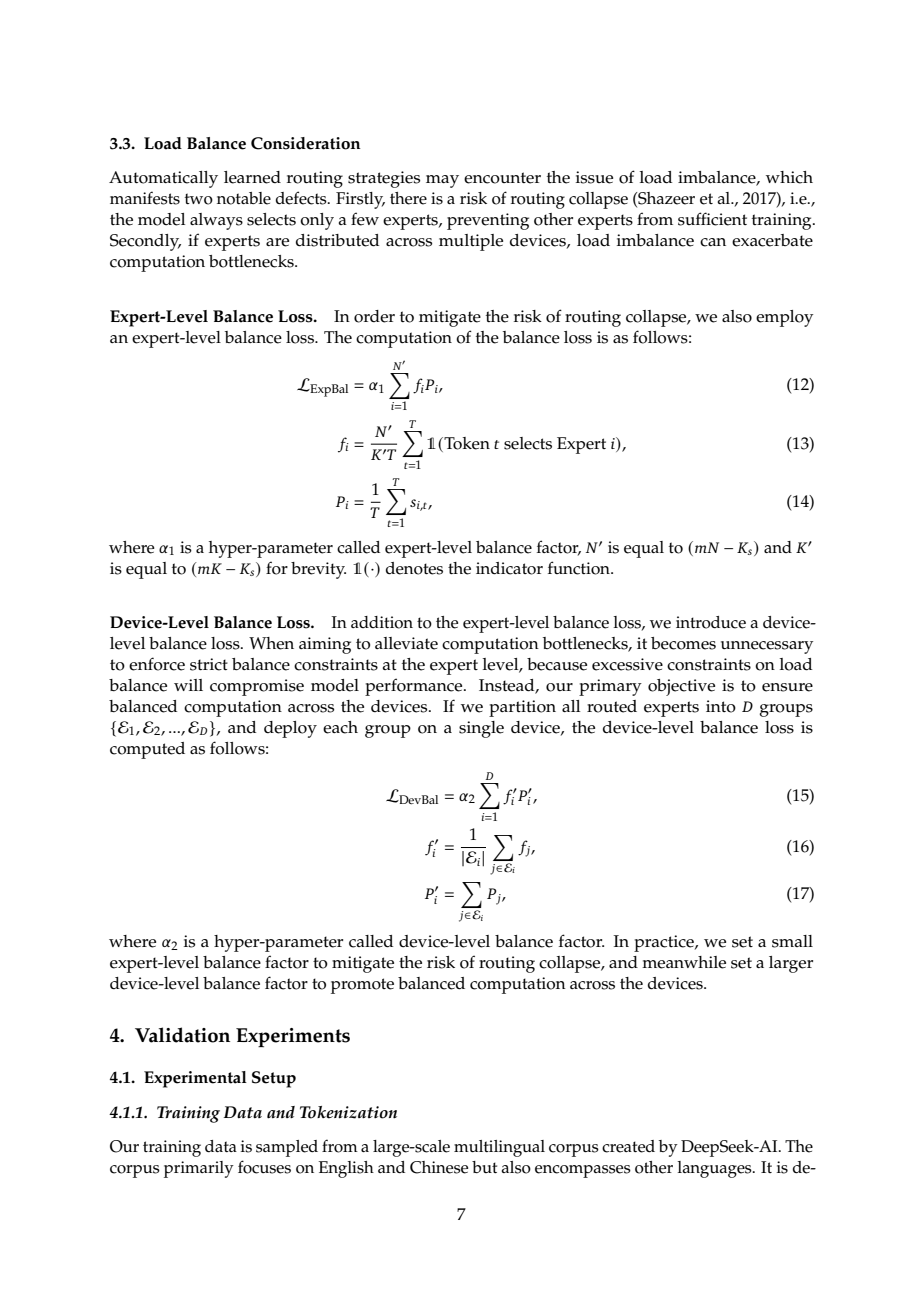 3.3. Load Balance Consideration
Automatically learned routing strategies may encounter the issue of load imbalance, which
manifests two notable defects. Firstly, there is a risk of routing collapse (Shazeer et al., 2017), i.e.,
the model always selects only a few experts, preventing other experts from sufficient training.
Secondly, if experts are distributed across multiple devices, load imbalance can exacerbate
computation bottlenecks.
Expert-Level Balance Loss. In order to mitigate the risk of routing collapse, we also employ
an expert-level balance loss. The computation of the balance loss is as follows:
ℒ_ExpBal = α₁ ∑_{i=1}^{N′} f_i P_i, (12)
f_i = N′/(K′T) ∑_{t=1}^{T} 𝟙(Token t selects Expert i), (13)
P_i = 1/T ∑_{t=1}^{T} s_{i,t}, (14)
where α₁ is a hyper-parameter called expert-level balance factor, N′ is equal to (mN − K_s) and K′
is equal to (mK − K_s) for brevity. 𝟙(·) denotes the indicator function.
Device-Level Balance Loss. In addition to the expert-level balance loss, we introduce a device-
level balance loss. When aiming to alleviate computation bottlenecks, it becomes unnecessary
to enforce strict balance constraints at the expert level, because excessive constraints on load
balance will compromise model performance. Instead, our primary objective is to ensure
balanced computation across the devices. If we partition all routed experts into D groups
{ℰ₁, ℰ₂, ..., ℰ_D}, and deploy each group on a single device, the device-level balance loss is
computed as follows:
ℒ_DevBal = α₂ ∑_{i=1}^{D} f′_i P′_i, (15)
f′_i = 1/|ℰ_i| ∑_{j∈ℰ_i} f_j, (16)
P′_i = ∑_{j∈ℰ_i} P_j, (17)
where α₂ is a hyper-parameter called device-level balance factor. In practice, we set a small
expert-level balance factor to mitigate the risk of routing collapse, and meanwhile set a larger
device-level balance factor to promote balanced computation across the devices.
4. Validation Experiments
4.1. Experimental Setup
4.1.1. Training Data and Tokenization
Our training data is sampled from a large-scale multilingual corpus created by DeepSeek-AI. The
corpus primarily focuses on English and Chinese but also encompasses other languages. It is de-
7